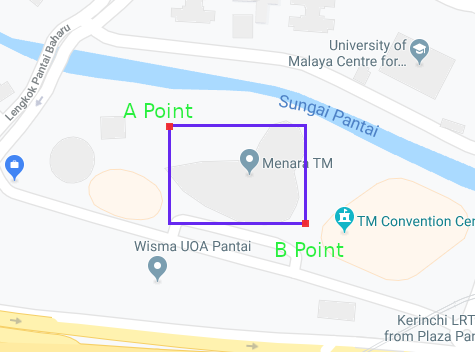 University of
Malaya Centre for...
Lengkok Pantai Baharu
A Point
Sungai Pantai
Menara TM
TM Convention Cen
B Point
Wisma UOA Pantai
Kerinchi LRT
from Plaza Par